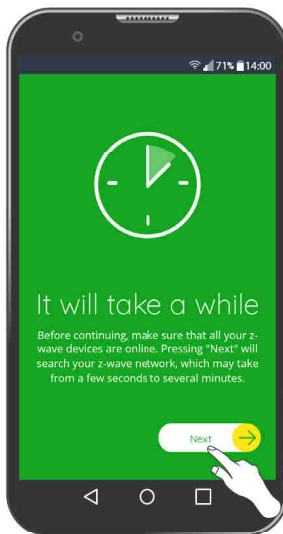 71% 14:00
It will take a while
Before continuing, make sure that all your z-
wave devices are online. Pressing "Next" will
search your z-wave network, which may take
from a few seconds to several minutes.
Next